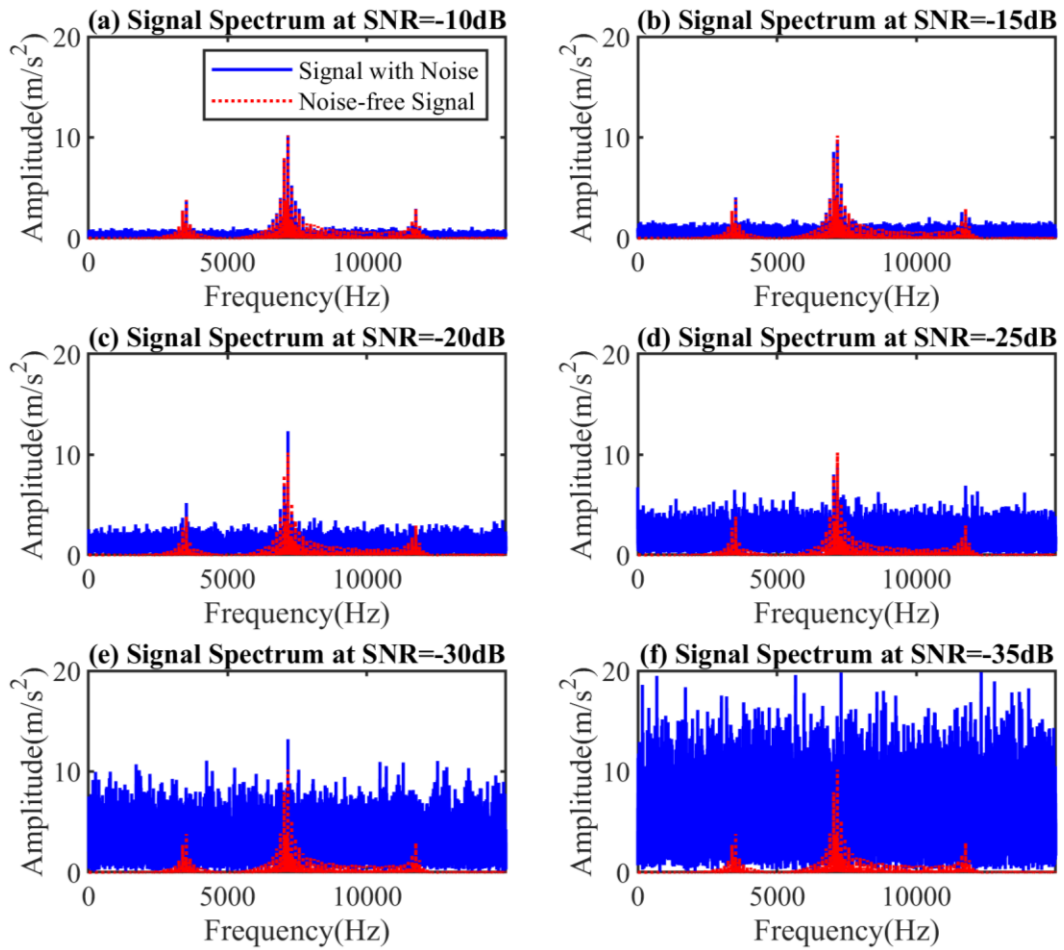 (a) Signal Spectrum at SNR=-10dB
20
10
0
Amplitude(m/s²)
Signal with Noise
Noise-free Signal
0 5000 10000
Frequency(Hz)
(b) Signal Spectrum at SNR=-15dB
20
10
0
Amplitude(m/s²)
0 5000 10000
Frequency(Hz)
(c) Signal Spectrum at SNR=-20dB
20
10
0
Amplitude(m/s²)
0 5000 10000
Frequency(Hz)
(d) Signal Spectrum at SNR=-25dB
20
10
0
Amplitude(m/s²)
0 5000 10000
Frequency(Hz)
(e) Signal Spectrum at SNR=-30dB
20
10
0
Amplitude(m/s²)
0 5000 10000
Frequency(Hz)
(f) Signal Spectrum at SNR=-35dB
20
10
0
Amplitude(m/s²)
0 5000 10000
Frequency(Hz)